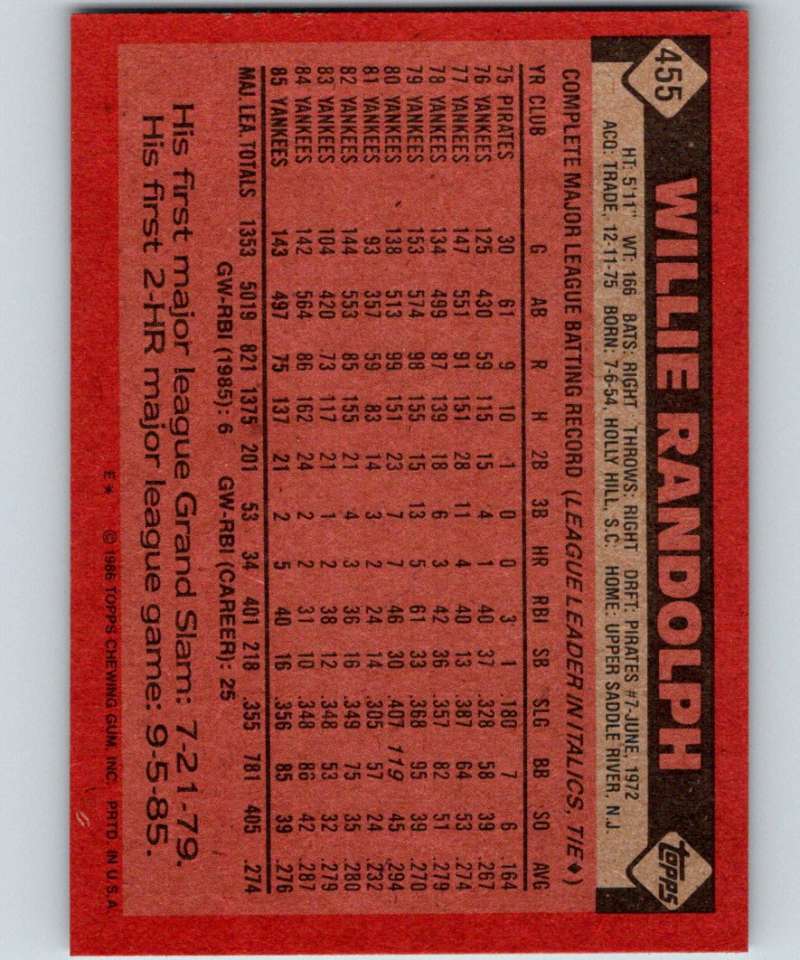 455 WILLIE RANDOLPH topps
HT: 5'11" WT: 166 BATS: RIGHT THROWS: RIGHT DRFT: PIRATES #7-JUNE, 1972
ACQ: TRADE, 12-11-75 BORN: 7-6-54, HOLLY HILL, S.C. HOME: UPPER SADDLE RIVER, N.J.
COMPLETE MAJOR LEAGUE BATTING RECORD (LEAGUE LEADER IN ITALICS, TIE♦)
YR CLUB G AB R H 2B 3B HR RBI SB SLG BB SO AVG
75 PIRATES 30 61 9 10 1 0 0 3 1 .180 7 6 .164
76 YANKEES 125 430 59 115 15 4 1 40 37 .328 58 39 .267
77 YANKEES 147 551 91 151 28 11 4 40 13 .387 64 53 .274
78 YANKEES 134 499 87 139 18 6 3 42 36 .357 82 51 .279
79 YANKEES 153 574 98 155 15 13 5 61 33 .368 95 39 .270
80 YANKEES 138 513 99 151 23 7 7 46 30 .407 119 45 .294
81 YANKEES 93 357 59 83 14 3 2 24 14 .305 57 24 .232
82 YANKEES 144 553 85 155 21 4 3 36 16 .349 75 35 .280
83 YANKEES 104 420 73 117 21 1 2 38 12 .348 53 32 .279
84 YANKEES 142 564 86 162 24 2 2 31 10 .348 86 42 .287
85 YANKEES 143 497 75 137 21 2 5 40 16 .356 85 39 .276
MAJ. LEA. TOTALS 1353 5019 821 1375 201 53 34 401 218 .355 781 405 .274
GW-RBI (1985): 6 GW-RBI (CAREER): 25
His first major league Grand Slam: 7-21-79.
His first 2-HR major league game: 9-5-85.
E* © 1986 TOPPS CHEWING GUM, INC. PRTD. IN U.S.A.